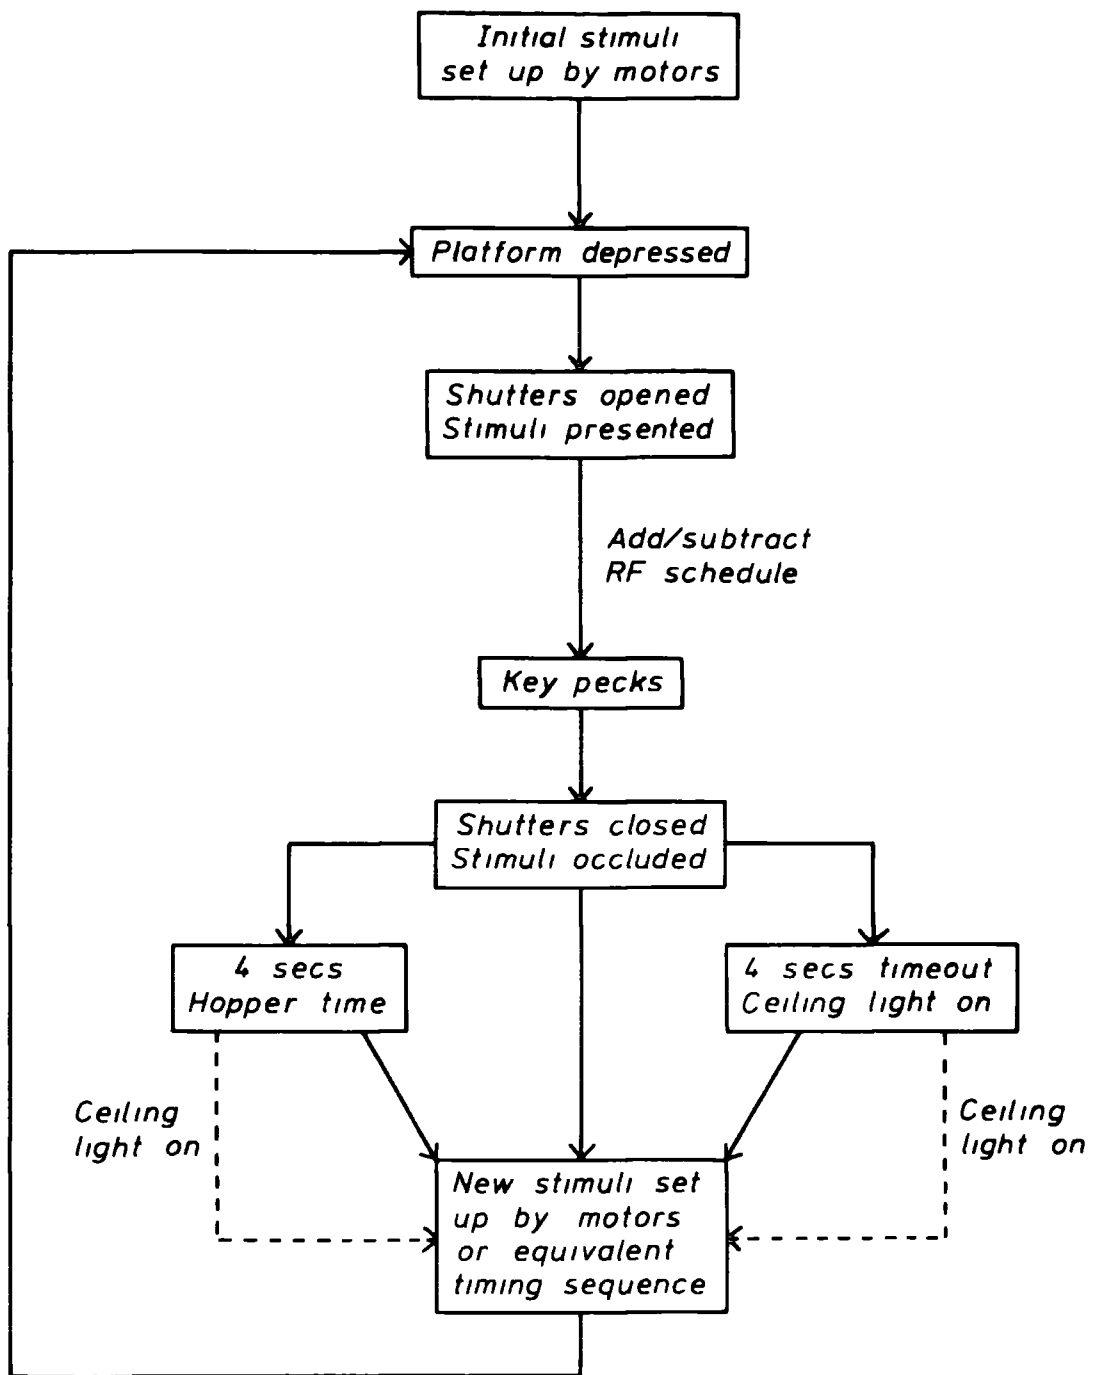 Initial stimuli
set up by motors
Platform depressed
Shutters opened
Stimuli presented
Add/subtract
RF schedule
Key pecks
Shutters closed
Stimuli occluded
4 secs
Hopper time
4 secs timeout
Ceiling light on
Ceiling
light on
Ceiling
light on
New stimuli set
up by motors
or equivalent
timing sequence